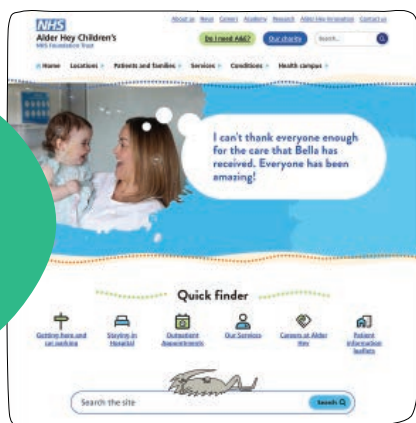 About us News Careers Academy Research Alder Hey Innovation Contact us
NHS
Alder Hey Children's
NHS Foundation Trust
Do I need A&E?
Our charity
Search...
Home Locations Patients and families Services Conditions Health campus
I can't thank everyone enough
for the care that Bella has
received. Everyone has been
amazing!
Quick finder
Getting here and
car parking
Staying in
Hospital
Outpatient
Appointments
Our Services
Careers at Alder
Hey
Patient
information
leaflets
Search the site
Search